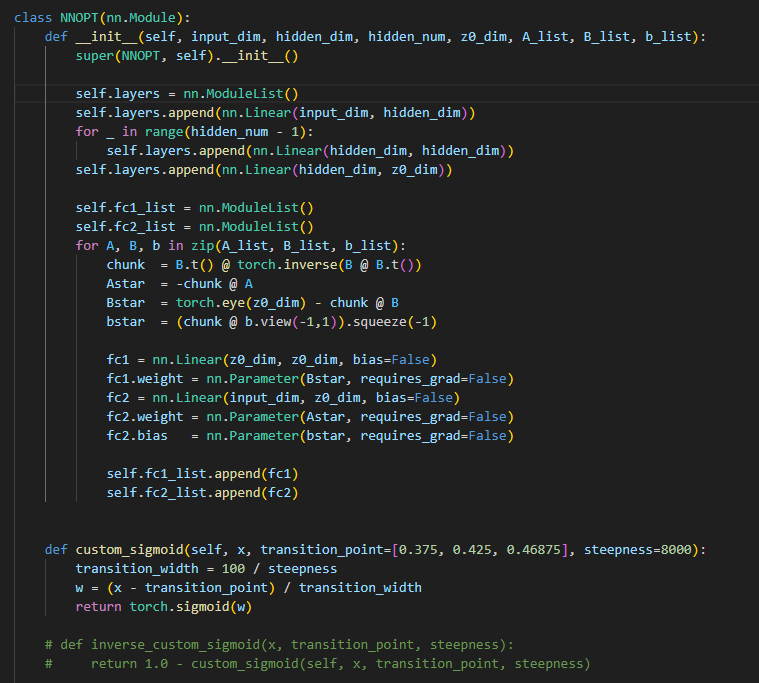 class NNOPT(nn.Module):
    def __init__(self, input_dim, hidden_dim, hidden_num, z0_dim, A_list, B_list, b_list):
        super(NNOPT, self).__init__()
        self.layers = nn.ModuleList()
        self.layers.append(nn.Linear(input_dim, hidden_dim))
        for _ in range(hidden_num - 1):
            self.layers.append(nn.Linear(hidden_dim, hidden_dim))
        self.layers.append(nn.Linear(hidden_dim, z0_dim))
        self.fc1_list = nn.ModuleList()
        self.fc2_list = nn.ModuleList()
        for A, B, b in zip(A_list, B_list, b_list):
            chunk  = B.t() @ torch.inverse(B @ B.t())
            Astar  = -chunk @ A
            Bstar  = torch.eye(z0_dim) - chunk @ B
            bstar  = (chunk @ b.view(-1,1)).squeeze(-1)
            fc1 = nn.Linear(z0_dim, z0_dim, bias=False)
            fc1.weight = nn.Parameter(Bstar, requires_grad=False)
            fc2 = nn.Linear(input_dim, z0_dim, bias=False)
            fc2.weight = nn.Parameter(Astar, requires_grad=False)
            fc2.bias   = nn.Parameter(bstar, requires_grad=False)
            self.fc1_list.append(fc1)
            self.fc2_list.append(fc2)
    def custom_sigmoid(self, x, transition_point=[0.375, 0.425, 0.46875], steepness=8000):
        transition_width = 100 / steepness
        w = (x - transition_point) / transition_width
        return torch.sigmoid(w)
    # def inverse_custom_sigmoid(x, transition_point, steepness):
    #     return 1.0 - custom_sigmoid(self, x, transition_point, steepness)